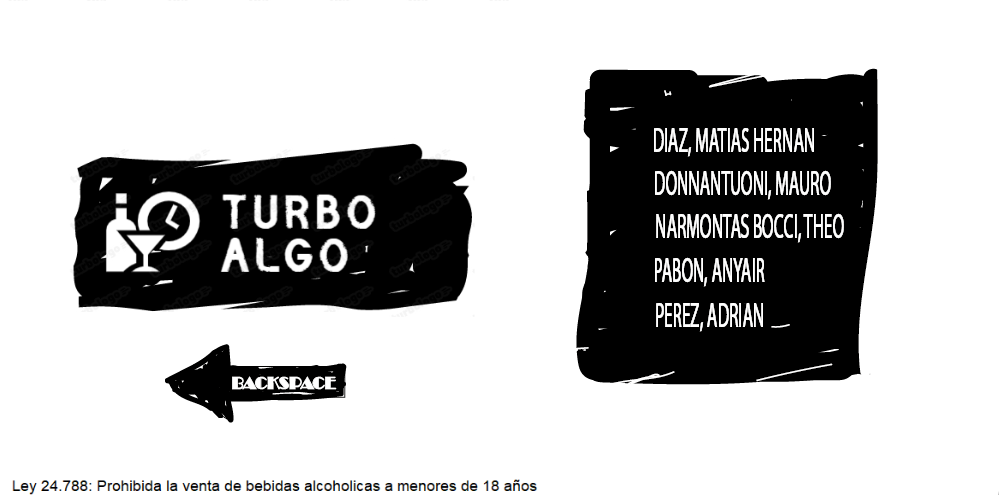 TURBO
ALGO
BACKSPACE
DIAZ, MATIAS HERNAN
DONNANTUONI, MAURO
NARMONTAS BOCCI, THEO
PABON, ANYAIR
PEREZ, ADRIAN
Ley 24.788: Prohibida la venta de bebidas alcoholicas a menores de 18 años